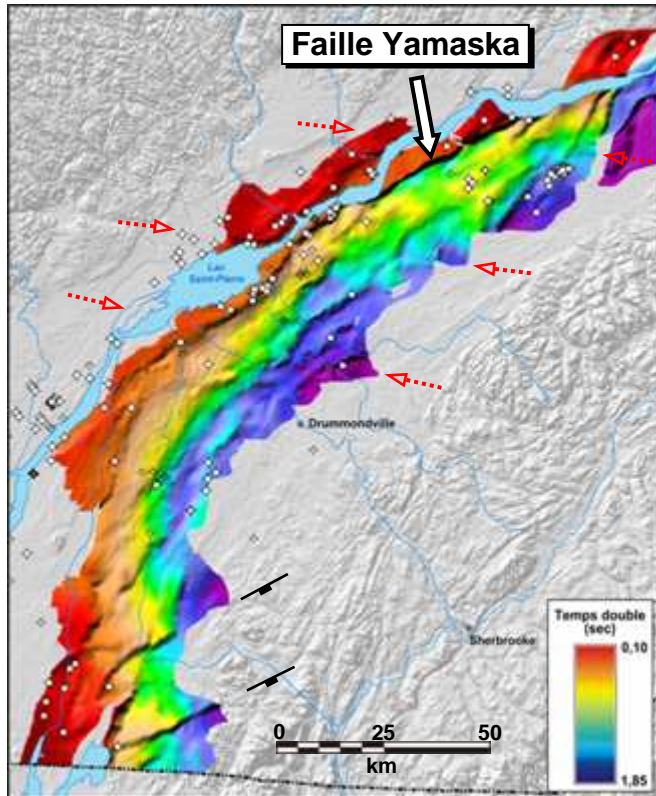 Faille Yamaska
Lac
Saint-Pierre
Drummondville
Sherbrooke
Temps double
(sec)
0,10
1,85
0 25 50
km